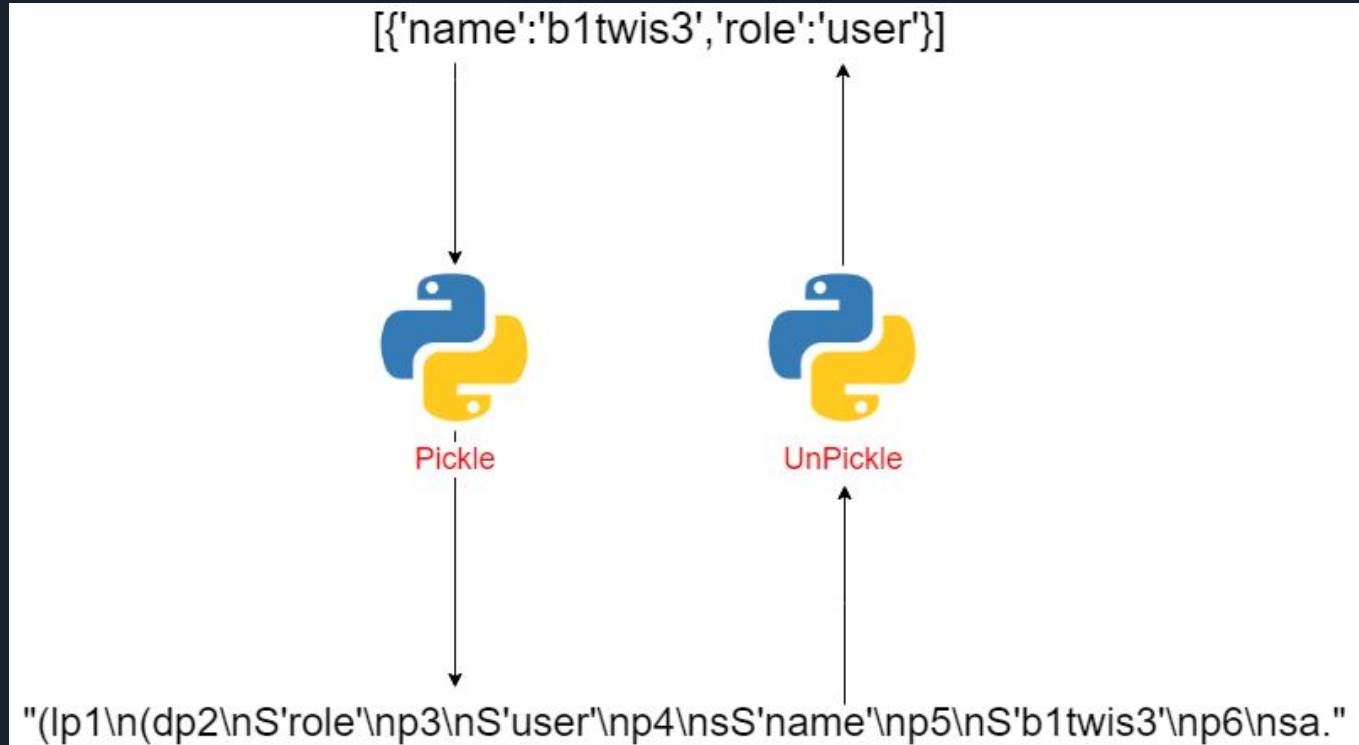 [{'name':'b1twis3','role':'user'}]
Pickle
UnPickle
"(lp1\n(dp2\nS'role'\np3\nS'user'\np4\nsS'name'\np5\nS'b1twis3'\np6\nsa."